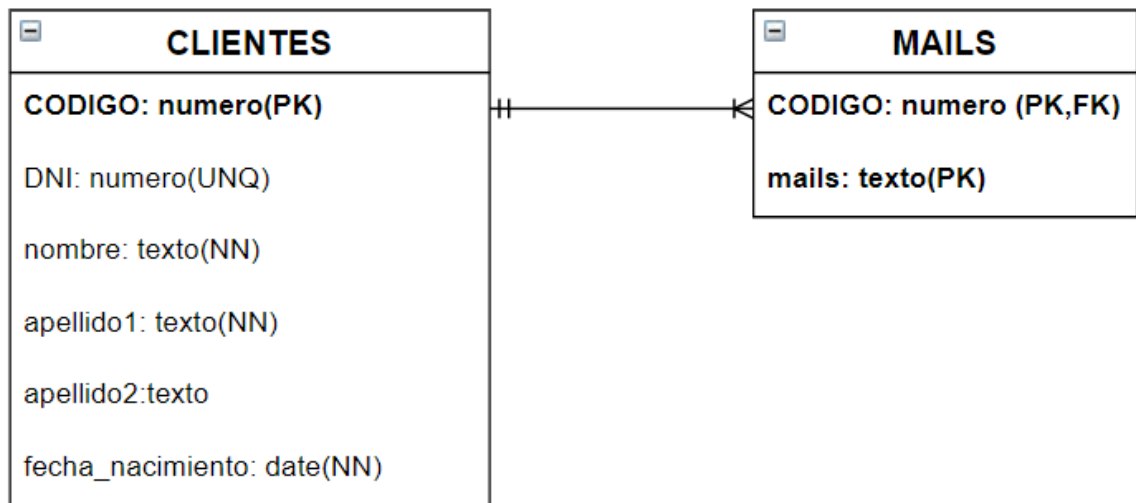 CLIENTES
CODIGO: numero(PK)
DNI: numero(UNQ)
nombre: texto(NN)
apellido1: texto(NN)
apellido2:texto
fecha_nacimiento: date(NN)
MAILS
CODIGO: numero (PK,FK)
mails: texto(PK)